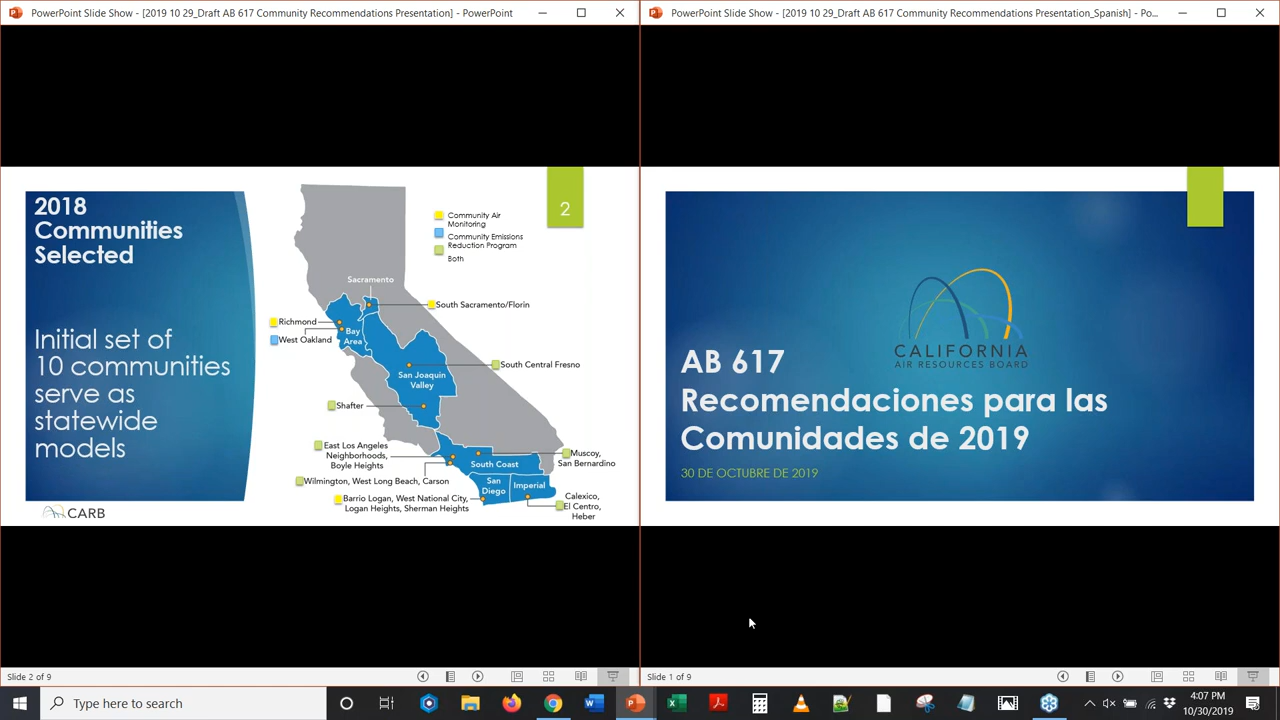 PowerPoint Slide Show - [2019 10 29_Draft AB 617 Community Recommendations Presentation] - PowerPoint
2018
Communities
Selected
Initial set of
10 communities
serve as
statewide
models
CARB
2
Community Air
Monitoring
Community Emissions
Reduction Program
Both
Sacramento
South Sacramento/Florin
Richmond
West Oakland
Bay
Area
South Central Fresno
San Joaquin
Valley
Shafter
East Los Angeles
Neighborhoods,
Boyle Heights
South Coast
Muscoy,
San Bernardino
Wilmington, West Long Beach, Carson
San
Diego
Imperial
Barrio Logan, West National City,
Logan Heights, Sherman Heights
Calexico,
El Centro,
Heber
Slide 2 of 9
PowerPoint Slide Show - [2019 10 29_Draft AB 617 Community Recommendations Presentation_Spanish] - Po...
CALIFORNIA
AIR RESOURCES BOARD
AB 617
Recomendaciones para las
Comunidades de 2019
30 DE OCTUBRE DE 2019
Slide 1 of 9
Type here to search
4:07 PM
10/30/2019